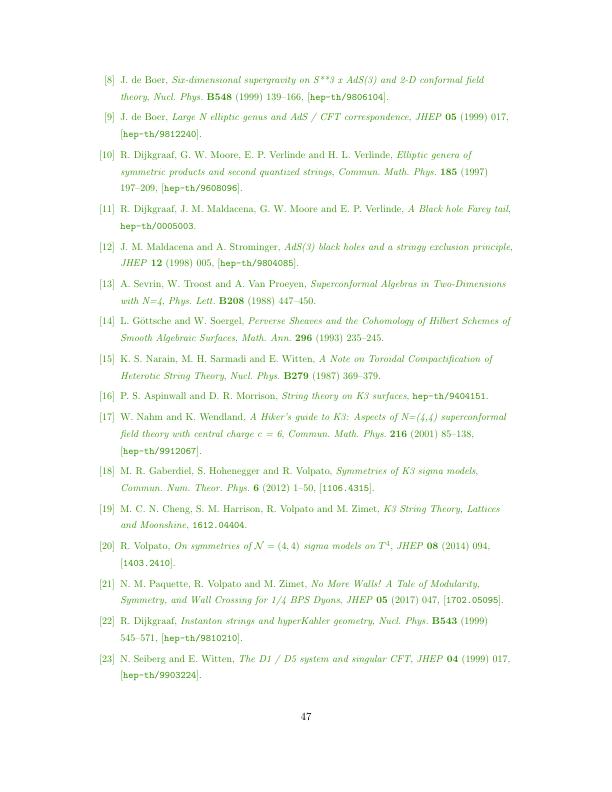 [8] J. de Boer, Six-dimensional supergravity on S**3 x AdS(3) and 2-D conformal field
theory, Nucl. Phys. B548 (1999) 139–166, [hep-th/9806104].
[9] J. de Boer, Large N elliptic genus and AdS / CFT correspondence, JHEP 05 (1999) 017,
[hep-th/9812240].
[10] R. Dijkgraaf, G. W. Moore, E. P. Verlinde and H. L. Verlinde, Elliptic genera of
symmetric products and second quantized strings, Commun. Math. Phys. 185 (1997)
197–209, [hep-th/9608096].
[11] R. Dijkgraaf, J. M. Maldacena, G. W. Moore and E. P. Verlinde, A Black hole Farey tail,
hep-th/0005003.
[12] J. M. Maldacena and A. Strominger, AdS(3) black holes and a stringy exclusion principle,
JHEP 12 (1998) 005, [hep-th/9804085].
[13] A. Sevrin, W. Troost and A. Van Proeyen, Superconformal Algebras in Two-Dimensions
with N=4, Phys. Lett. B208 (1988) 447–450.
[14] L. Göttsche and W. Soergel, Perverse Sheaves and the Cohomology of Hilbert Schemes of
Smooth Algebraic Surfaces, Math. Ann. 296 (1993) 235–245.
[15] K. S. Narain, M. H. Sarmadi and E. Witten, A Note on Toroidal Compactification of
Heterotic String Theory, Nucl. Phys. B279 (1987) 369–379.
[16] P. S. Aspinwall and D. R. Morrison, String theory on K3 surfaces, hep-th/9404151.
[17] W. Nahm and K. Wendland, A Hiker's guide to K3: Aspects of N=(4,4) superconformal
field theory with central charge c = 6, Commun. Math. Phys. 216 (2001) 85–138,
[hep-th/9912067].
[18] M. R. Gaberdiel, S. Hohenegger and R. Volpato, Symmetries of K3 sigma models,
Commun. Num. Theor. Phys. 6 (2012) 1–50, [1106.4315].
[19] M. C. N. Cheng, S. M. Harrison, R. Volpato and M. Zimet, K3 String Theory, Lattices
and Moonshine, 1612.04404.
[20] R. Volpato, On symmetries of 𝒩 = (4, 4) sigma models on T⁴, JHEP 08 (2014) 094,
[1403.2410].
[21] N. M. Paquette, R. Volpato and M. Zimet, No More Walls! A Tale of Modularity,
Symmetry, and Wall Crossing for 1/4 BPS Dyons, JHEP 05 (2017) 047, [1702.05095].
[22] R. Dijkgraaf, Instanton strings and hyperKahler geometry, Nucl. Phys. B543 (1999)
545–571, [hep-th/9810210].
[23] N. Seiberg and E. Witten, The D1 / D5 system and singular CFT, JHEP 04 (1999) 017,
[hep-th/9903224].
47